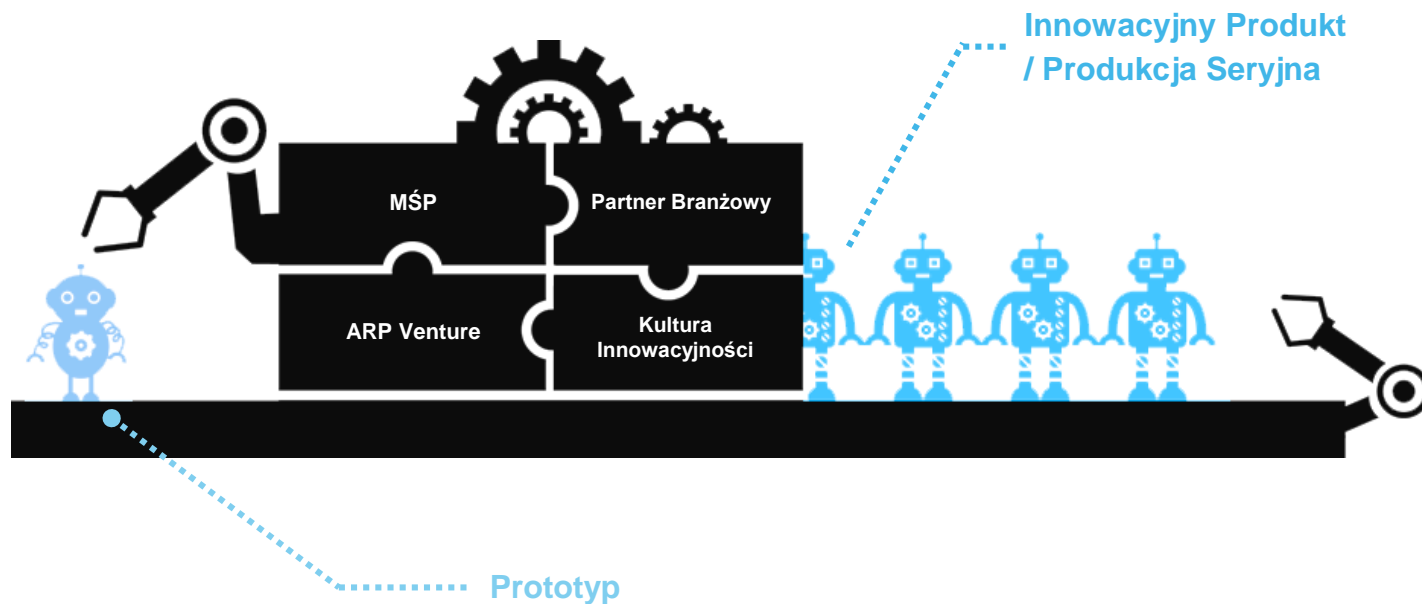 Innowacyjny Produkt
/ Produkcja Seryjna
MŚP
Partner Branżowy
ARP Venture
Kultura
Innowacyjności
Prototyp